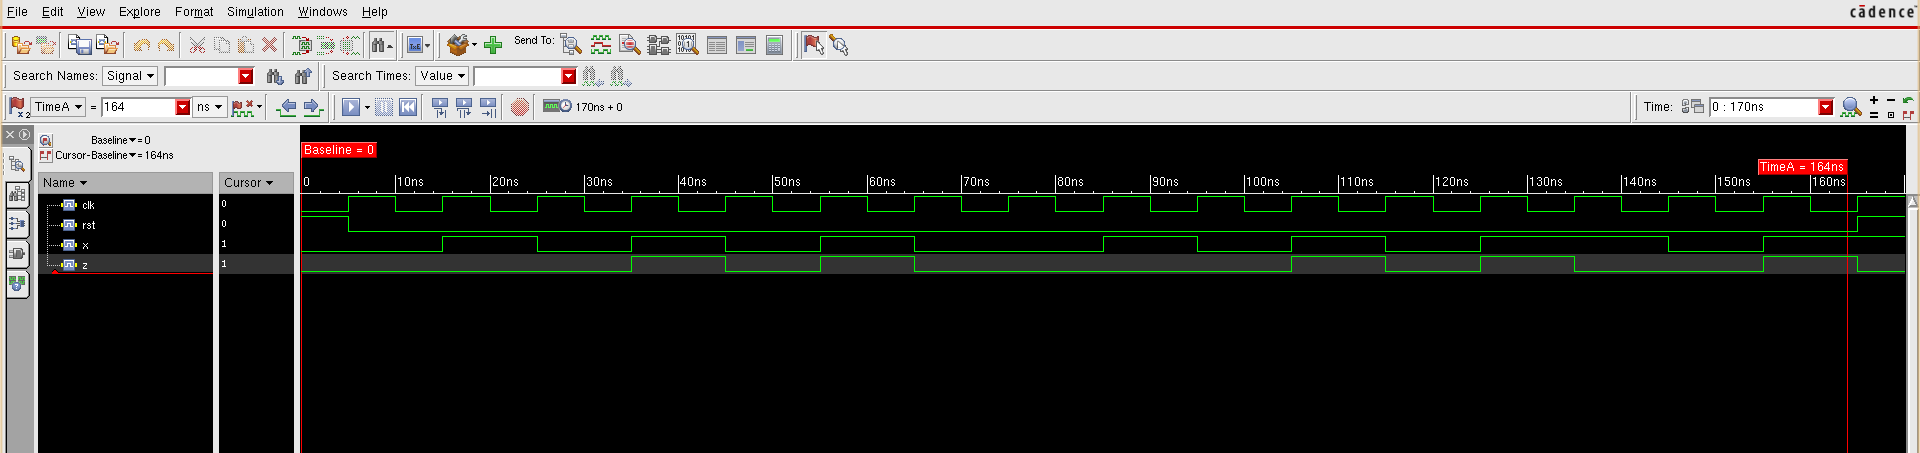 File Edit View Explore Format Simulation Windows Help
cādence
Send To:
Search Names: Signal Search Times: Value
TimeA = 164 ns 170ns + 0 Time: 0 : 170ns
Baseline = 0
Cursor-Baseline = 164ns
Baseline = 0
TimeA = 164ns
Name Cursor
0 10ns 20ns 30ns 40ns 50ns 60ns 70ns 80ns 90ns 100ns 110ns 120ns 130ns 140ns 150ns 160ns
clk 0
rst 0
x 1
z 1